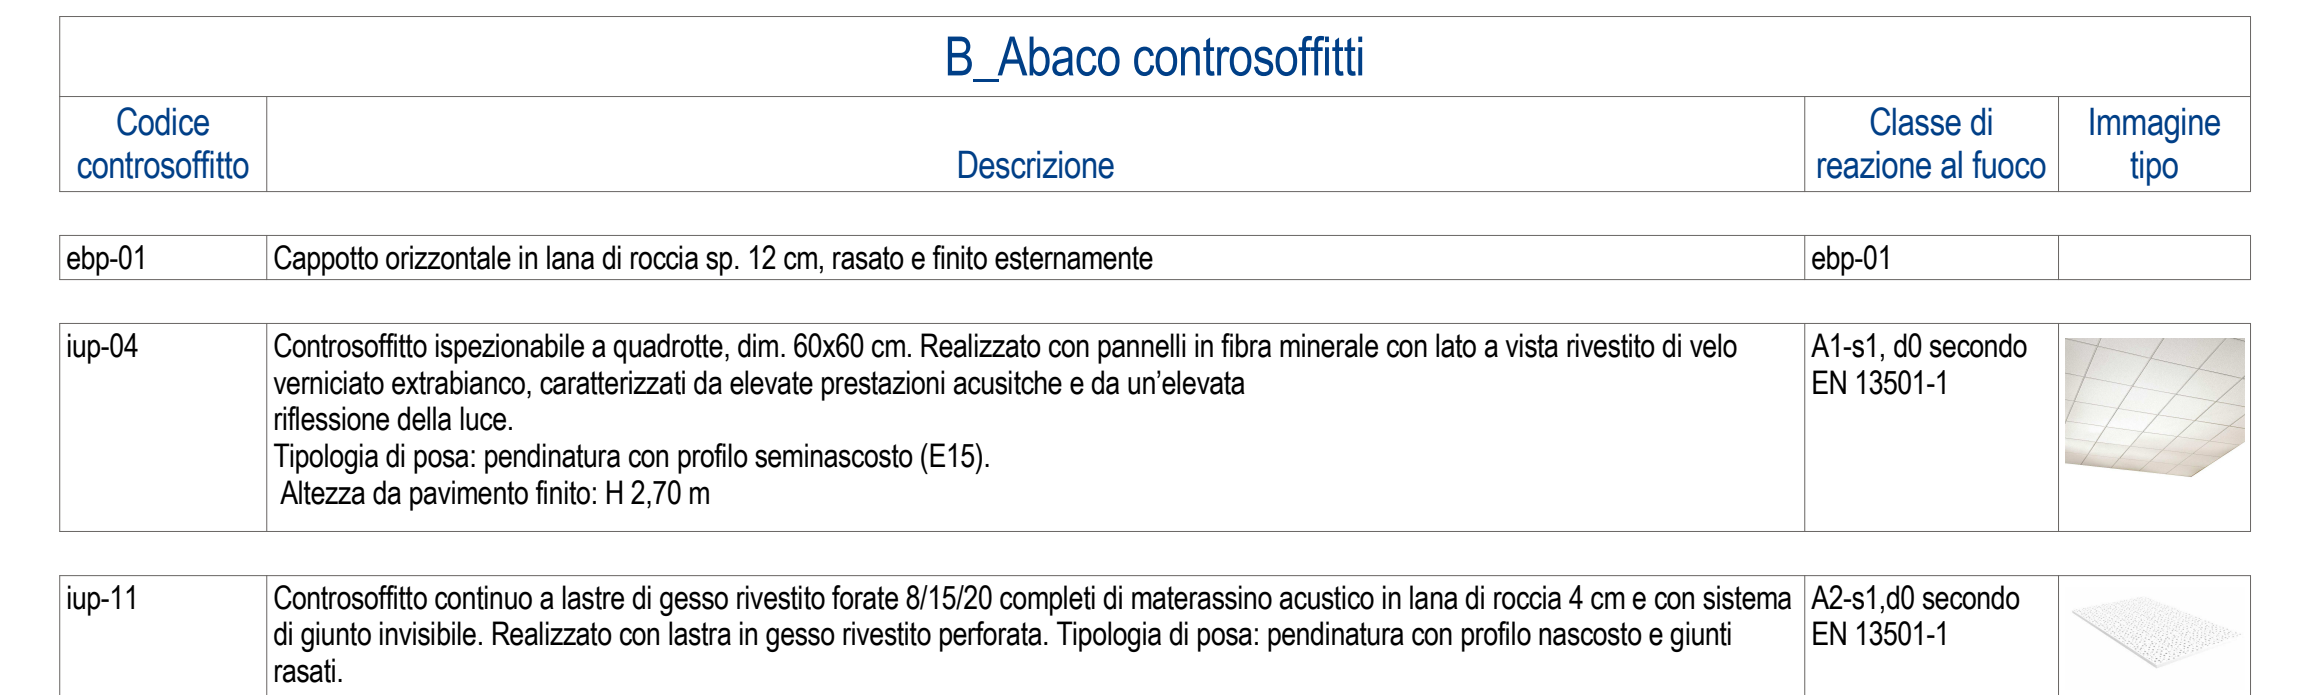 B_Abaco controsoffitti
Codice controsoffitto
Descrizione
Classe di reazione al fuoco
Immagine tipo
ebp-01
Cappotto orizzontale in lana di roccia sp. 12 cm, rasato e finito esternamente
ebp-01
iup-04
Controsoffitto ispezionabile a quadrotte, dim. 60x60 cm. Realizzato con pannelli in fibra minerale con lato a vista rivestito di velo
verniciato extrabianco, caratterizzati da elevate prestazioni acusitche e da un’elevata
riflessione della luce.
Tipologia di posa: pendinatura con profilo seminascosto (E15).
Altezza da pavimento finito: H 2,70 m
A1-s1, d0 secondo
EN 13501-1
iup-11
Controsoffitto continuo a lastre di gesso rivestito forate 8/15/20 completi di materassino acustico in lana di roccia 4 cm e con sistema
di giunto invisibile. Realizzato con lastra in gesso rivestito perforata. Tipologia di posa: pendinatura con profilo nascosto e giunti
rasati.
A2-s1,d0 secondo
EN 13501-1